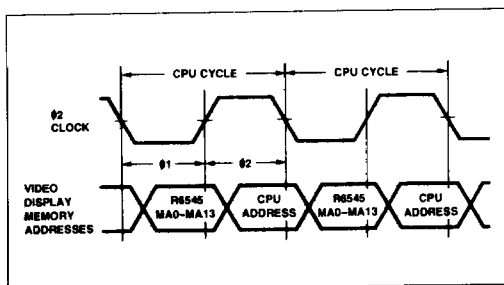 CPU CYCLE CPU CYCLE
ϕ2
CLOCK
ϕ1 ϕ2
VIDEO
DISPLAY
MEMORY
ADDRESSES
R6545
MA0–MA13
CPU
ADDRESS
R6545
MA0–MA13
CPU
ADDRESS